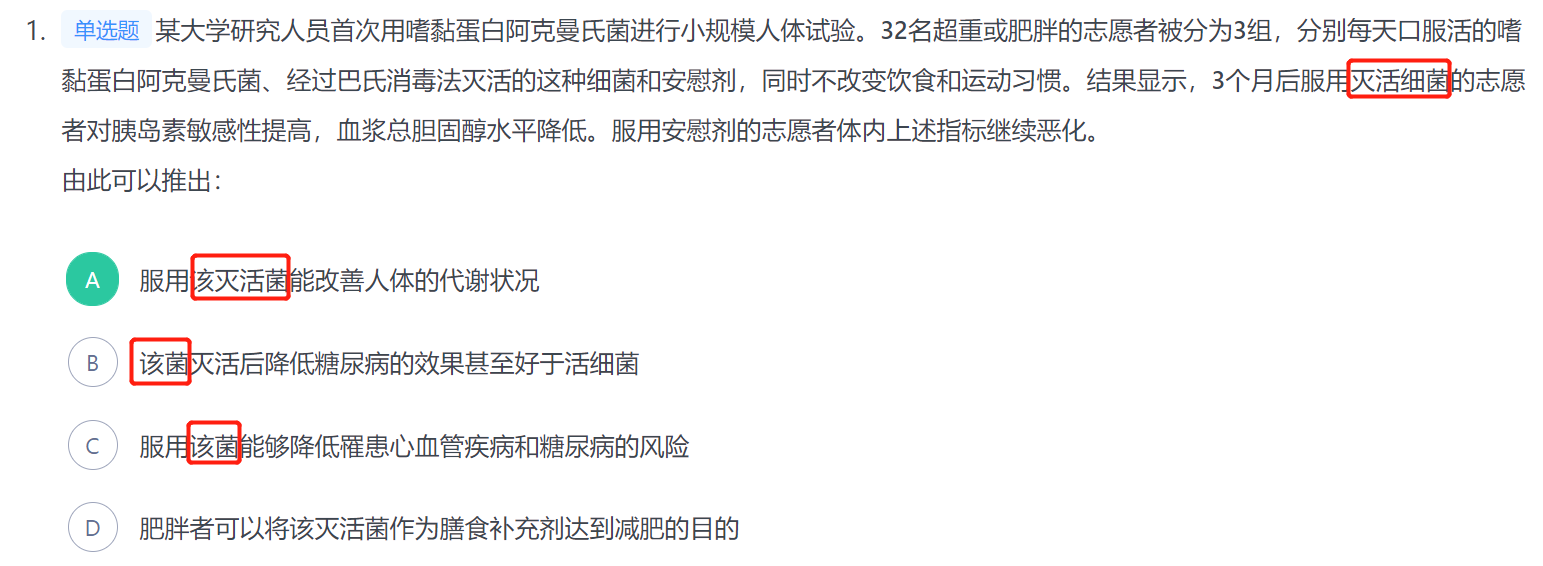 1. 单选题 某大学研究人员首次用嗜黏蛋白阿克曼氏菌进行小规模人体试验。32名超重或肥胖的志愿者被分为3组，分别每天口服活的嗜
黏蛋白阿克曼氏菌、经过巴氏消毒法灭活的这种细菌和安慰剂，同时不改变饮食和运动习惯。结果显示，3个月后服用灭活细菌的志愿
者对胰岛素敏感性提高，血浆总胆固醇水平降低。服用安慰剂的志愿者体内上述指标继续恶化。
由此可以推出：
A 服用该灭活菌能改善人体的代谢状况
B 该菌灭活后降低糖尿病的效果甚至好于活细菌
C 服用该菌能够降低罹患心血管疾病和糖尿病的风险
D 肥胖者可以将该灭活菌作为膳食补充剂达到减肥的目的